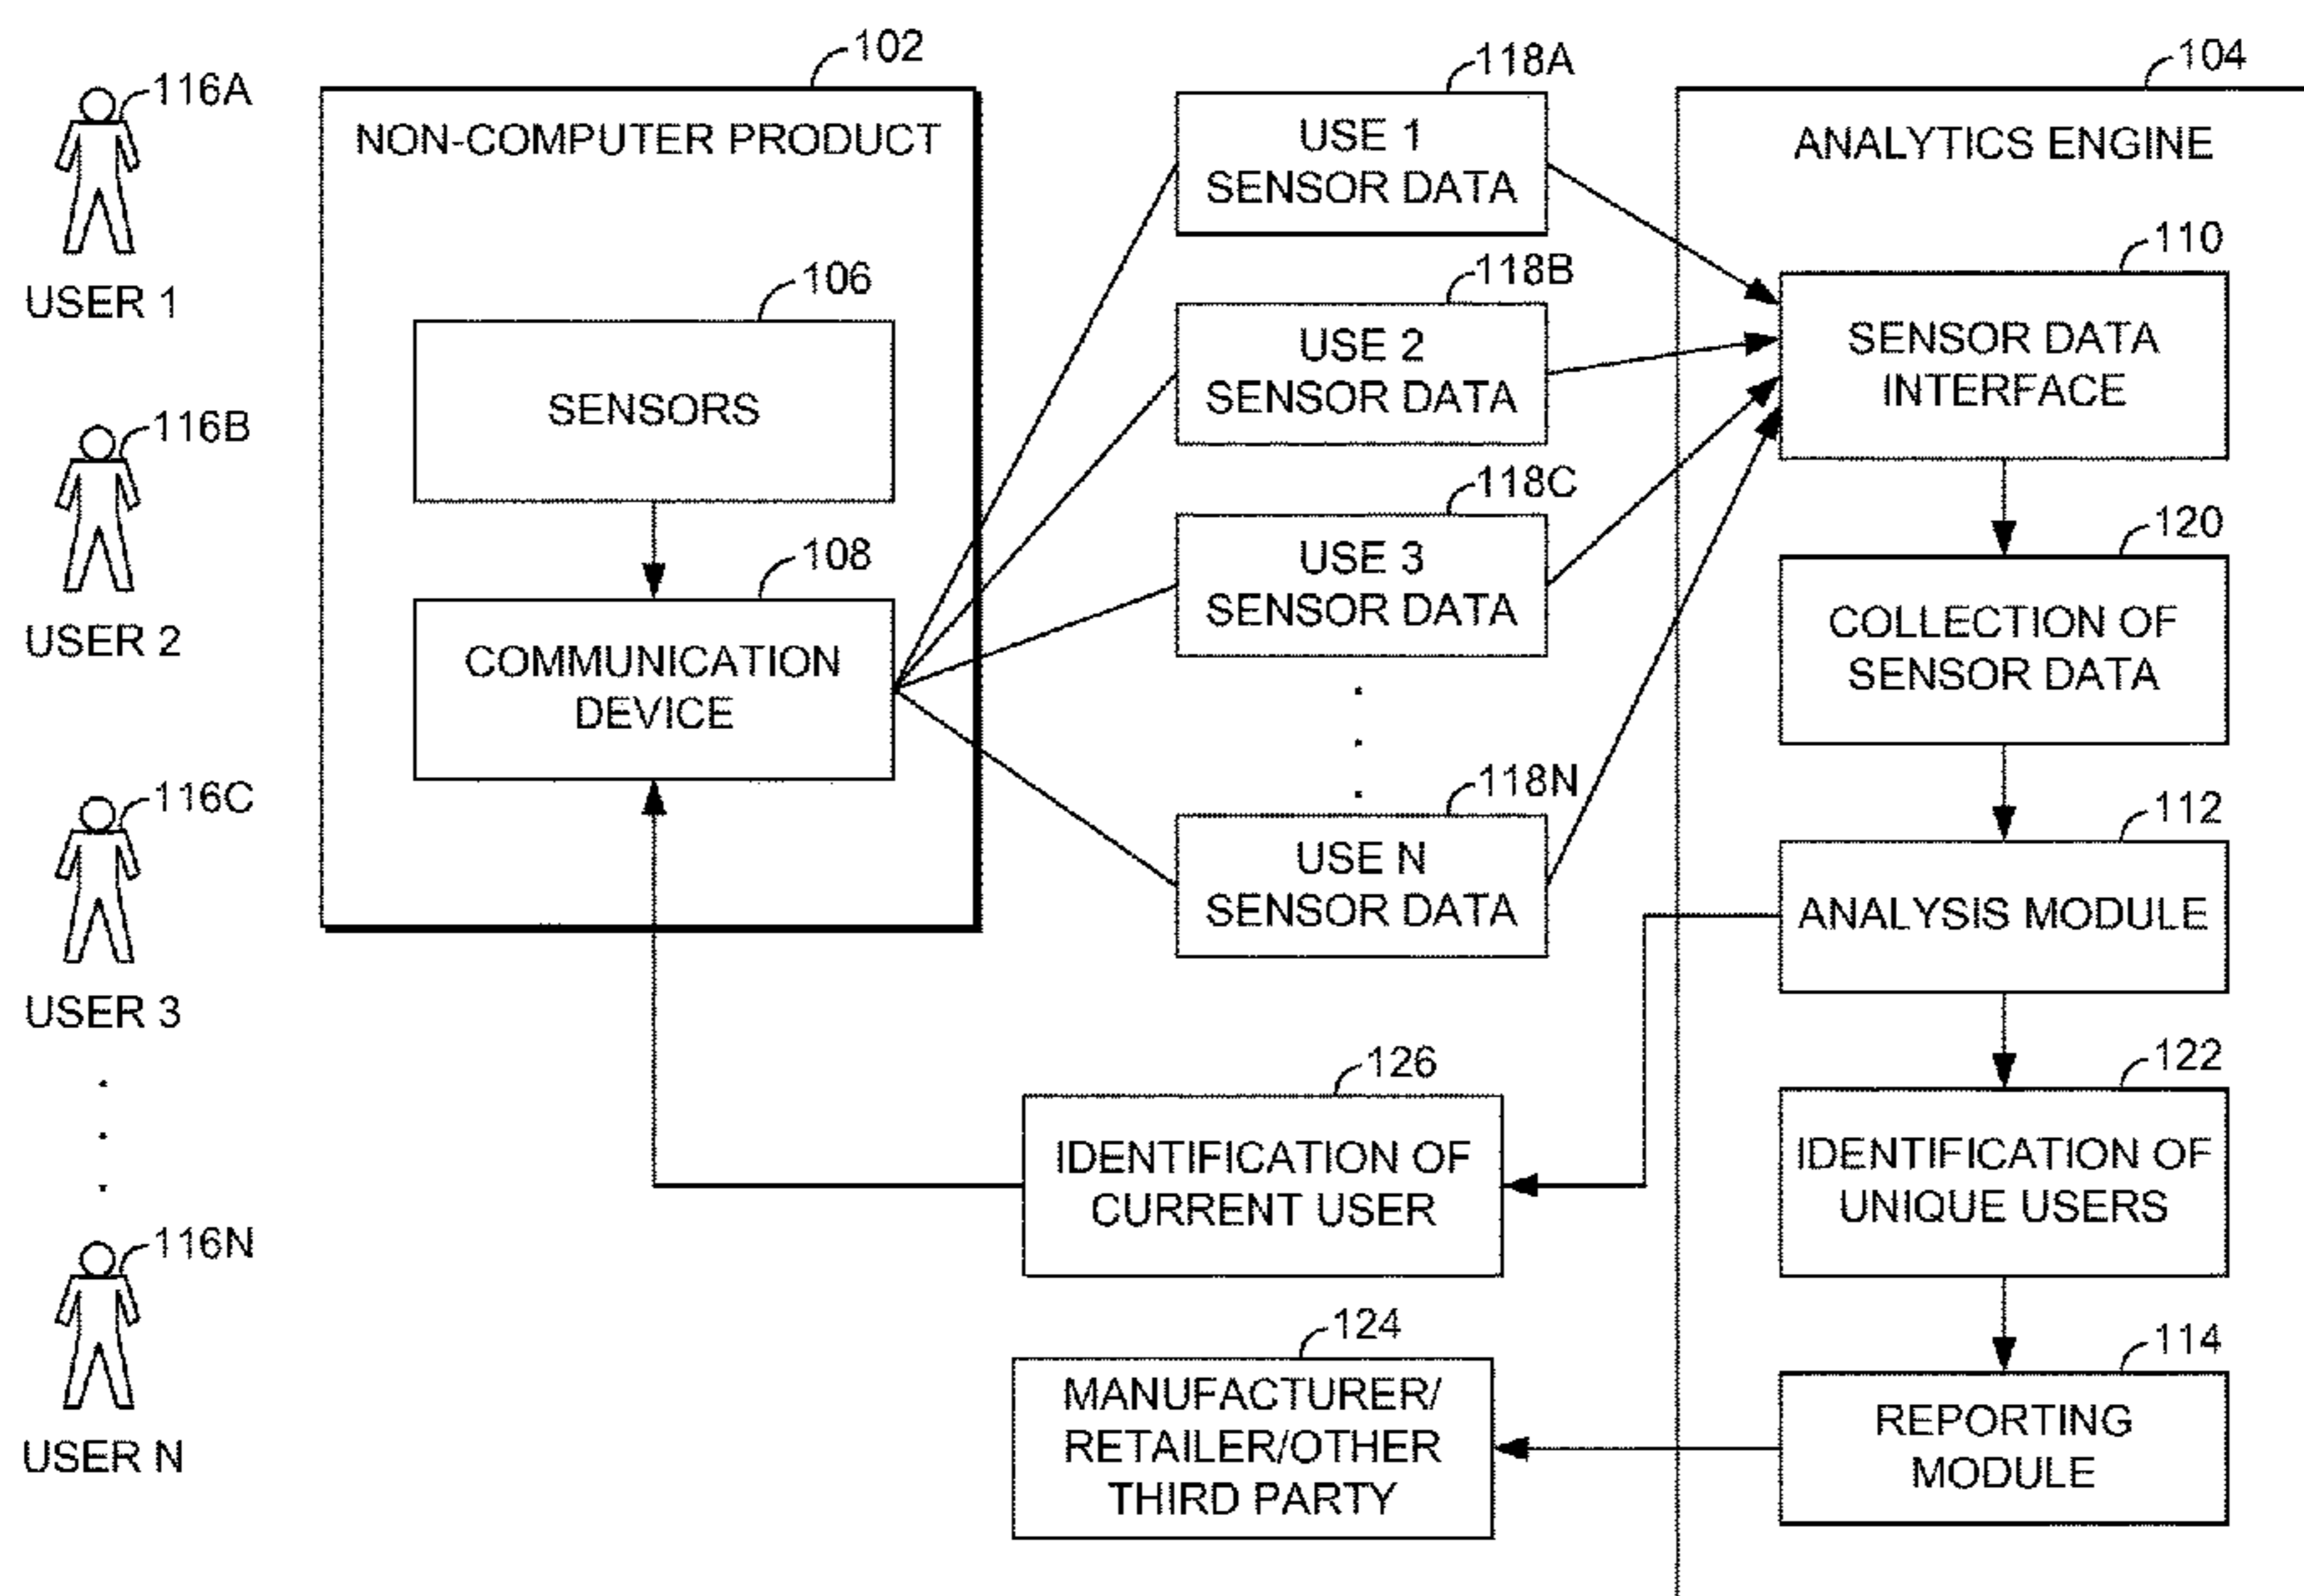 116A
USER 1
116B
USER 2
116C
USER 3
.
.
.
116N
USER N
102
NON-COMPUTER PRODUCT
106
SENSORS
108
COMMUNICATION
DEVICE
118A
USE 1
SENSOR DATA
118B
USE 2
SENSOR DATA
118C
USE 3
SENSOR DATA
.
.
.
118N
USE N
SENSOR DATA
126
IDENTIFICATION OF
CURRENT USER
124
MANUFACTURER/
RETAILER/OTHER
THIRD PARTY
104
ANALYTICS ENGINE
110
SENSOR DATA
INTERFACE
120
COLLECTION OF
SENSOR DATA
112
ANALYSIS MODULE
122
IDENTIFICATION OF
UNIQUE USERS
114
REPORTING
MODULE